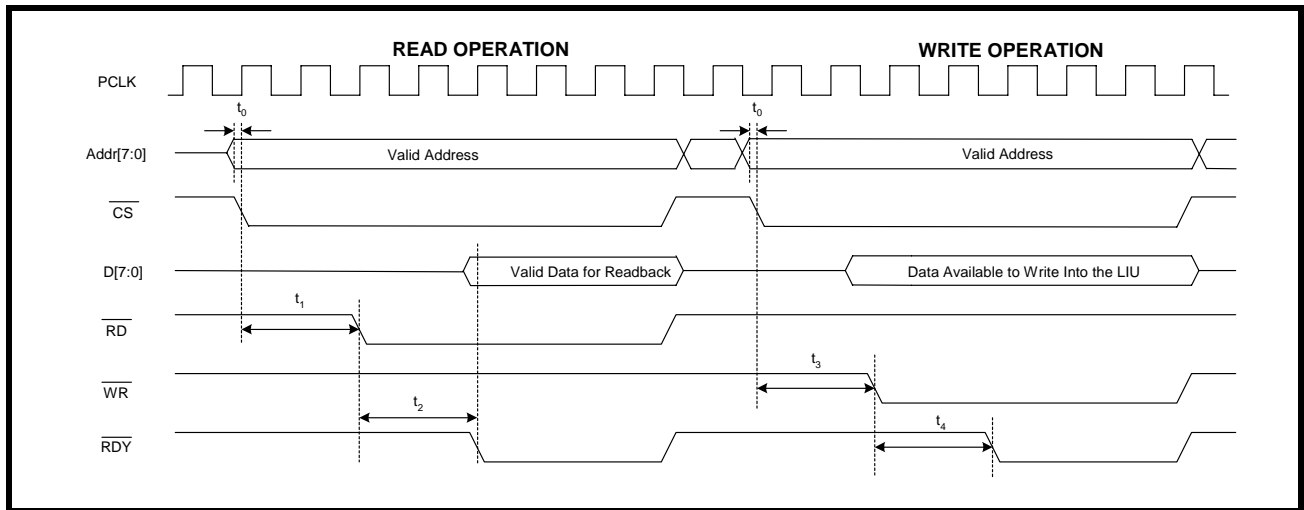 READ OPERATION WRITE OPERATION
PCLK
t0 t0
Addr[7:0] Valid Address Valid Address
CS
D[7:0] Valid Data for Readback Data Available to Write Into the LIU
t1
RD
t3
WR
t2
t4
RDY